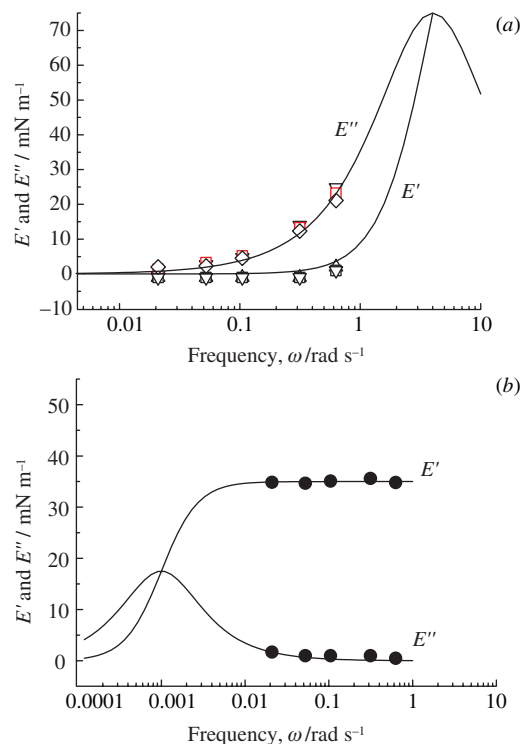 (a)
70
60
50
40
30
20
10
0
−10
E′ and E″ / mN m⁻¹
E″
E′
0.01 0.1 1 10
Frequency, ω/rad s⁻¹
(b)
50
40
30
20
10
0
E′ and E″ / mN m⁻¹
E′
E″
0.0001 0.001 0.01 0.1 1 10
Frequency, ω/rad s⁻¹